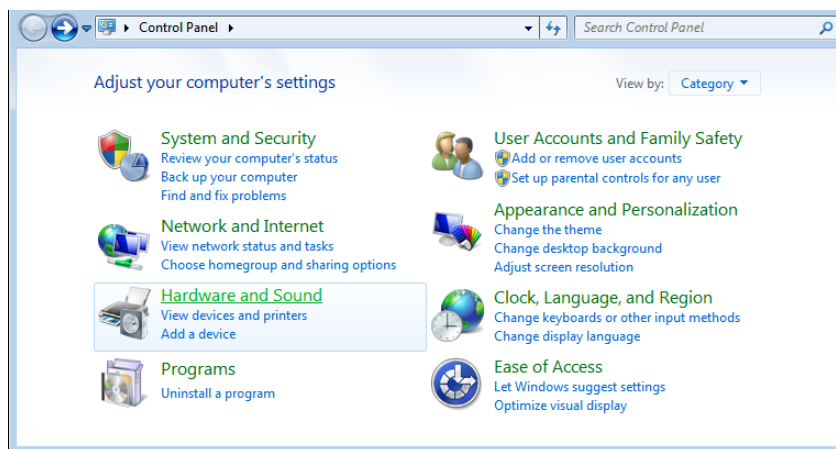 Control Panel
Search Control Panel
Adjust your computer's settings
View by: Category
System and Security
Review your computer's status
Back up your computer
Find and fix problems
Network and Internet
View network status and tasks
Choose homegroup and sharing options
Hardware and Sound
View devices and printers
Add a device
Programs
Uninstall a program
User Accounts and Family Safety
Add or remove user accounts
Set up parental controls for any user
Appearance and Personalization
Change the theme
Change desktop background
Adjust screen resolution
Clock, Language, and Region
Change keyboards or other input methods
Change display language
Ease of Access
Let Windows suggest settings
Optimize visual display